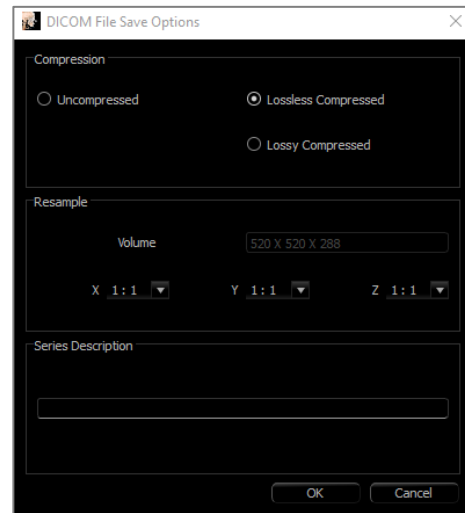 DICOM File Save Options
Compression
Uncompressed
Lossless Compressed
Lossy Compressed
Resample
Volume
520 X 520 X 288
X 1 : 1 Y 1 : 1 Z 1 : 1
Series Description
OK Cancel